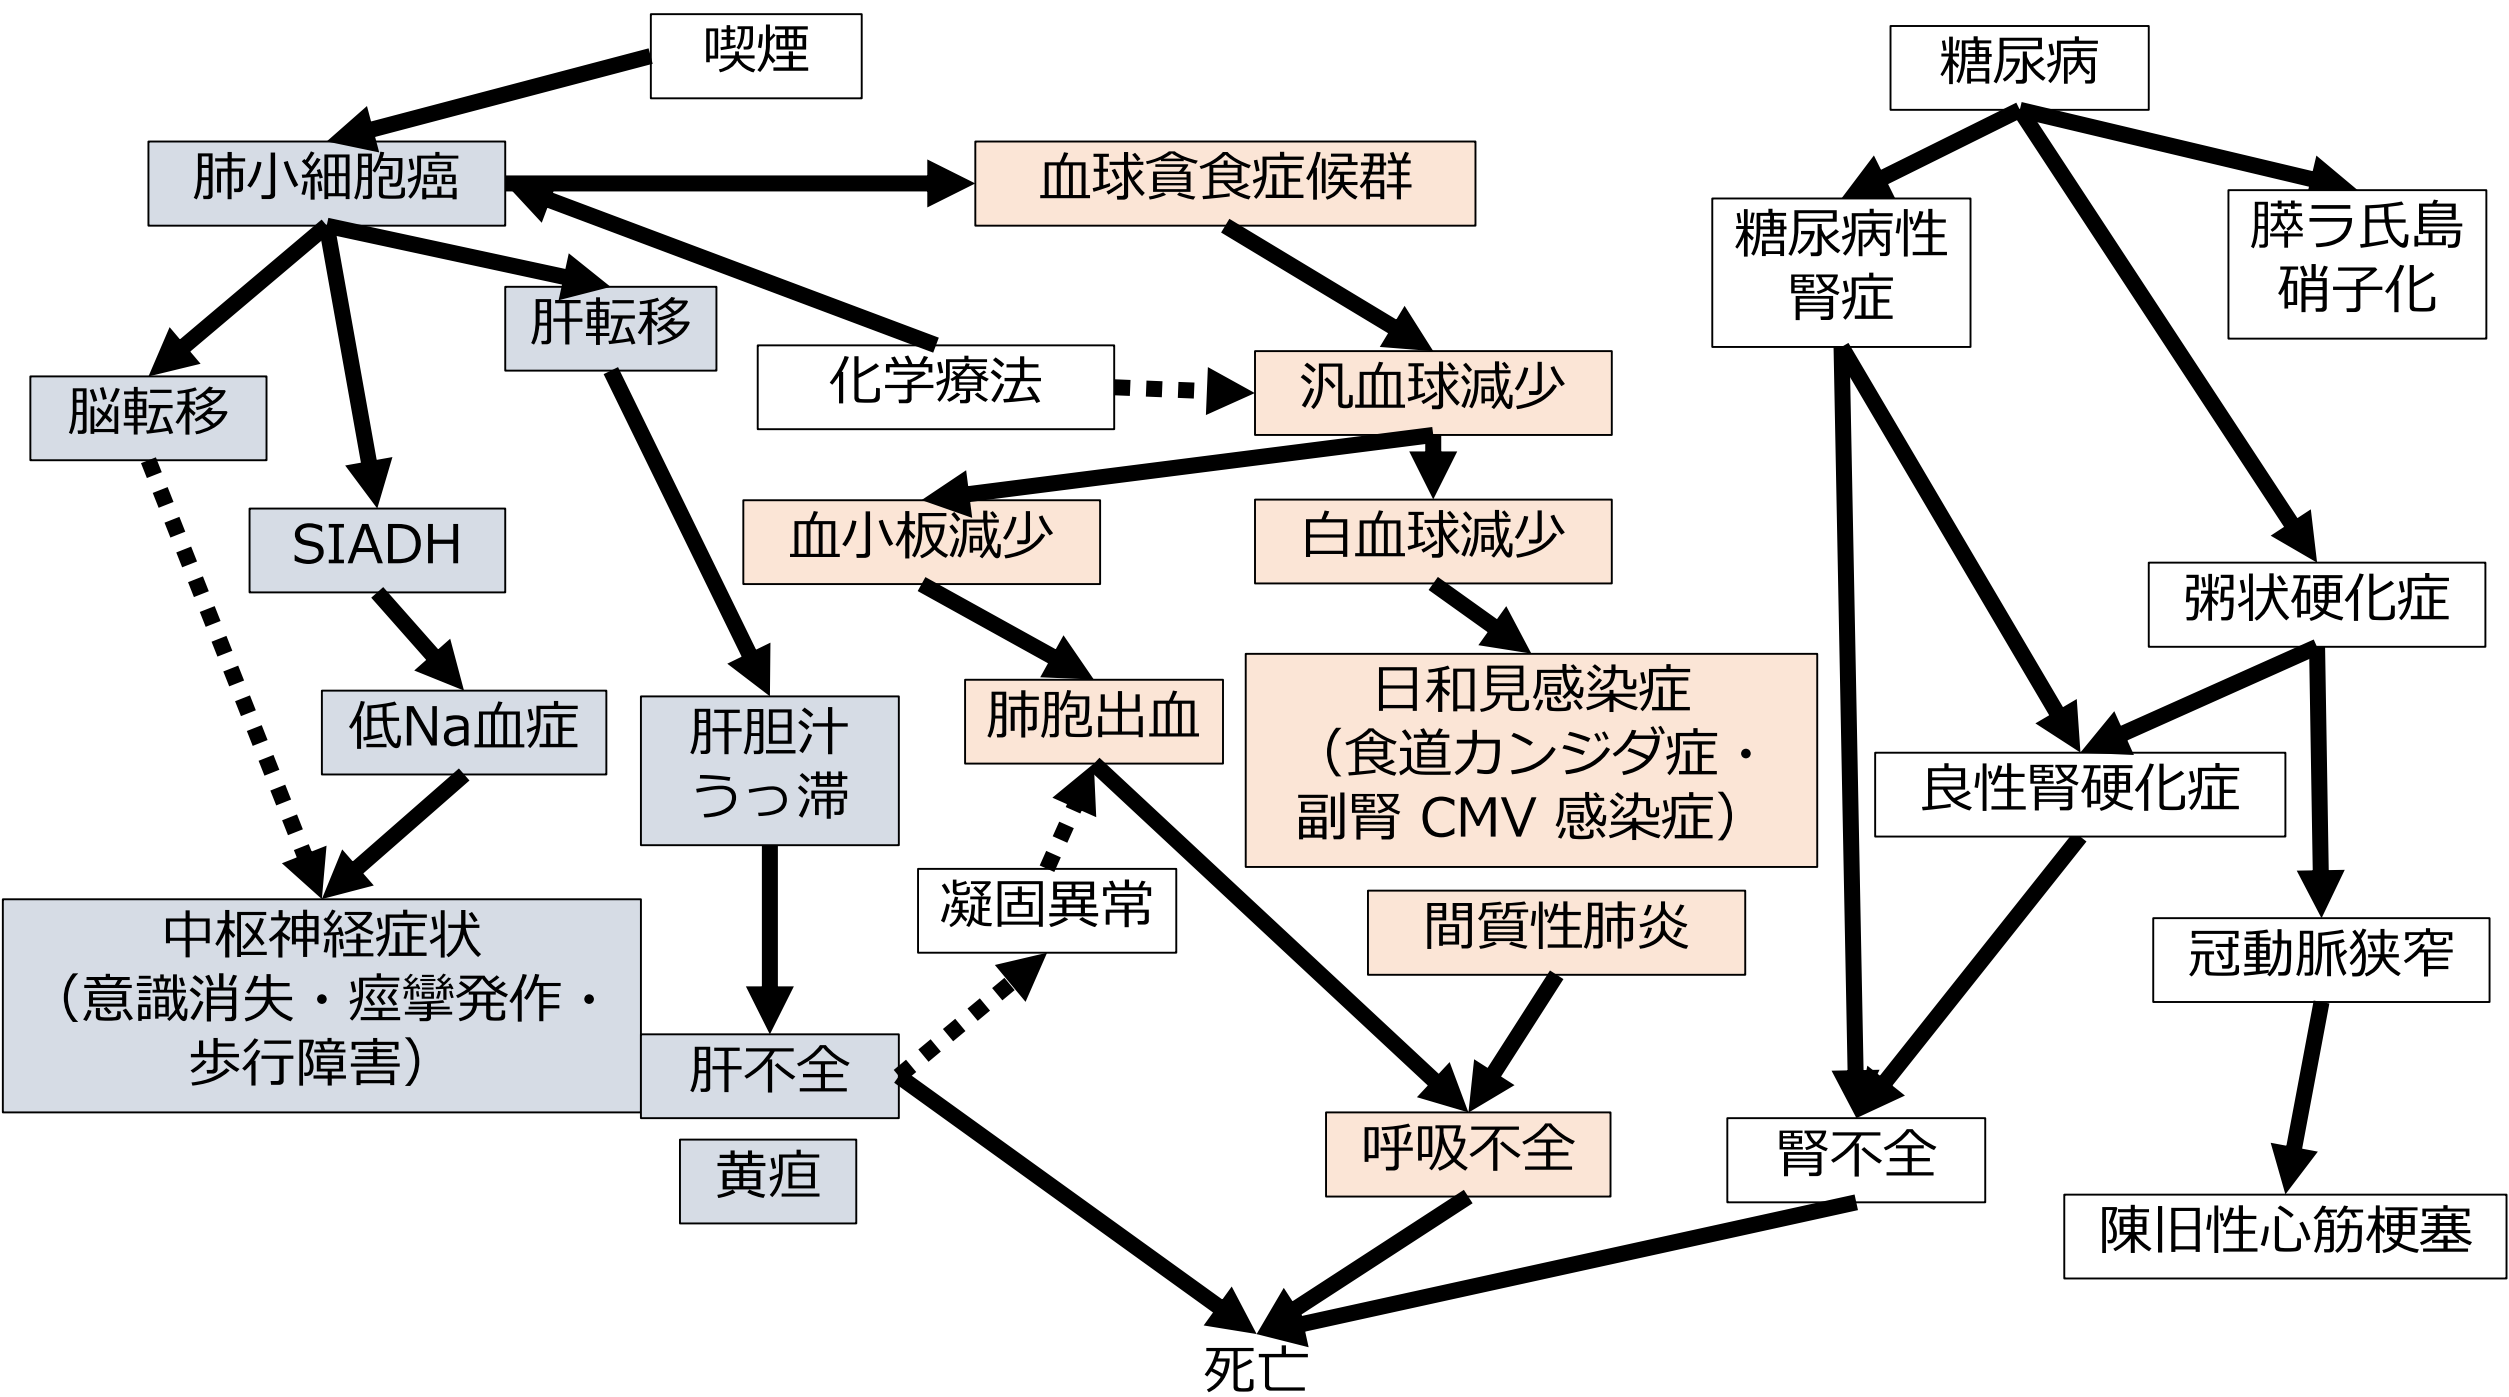 喫煙
糖尿病
肺小細胞癌
血球貪食症候群
糖尿病性
腎症
膵ラ氏島
硝子化
肝転移
化学療法
汎血球減少
脳転移
SIADH
血小板減少
白血球減少
粥状硬化症
低Na血症
肝胆汁
うっ滞
肺胞出血
日和見感染症
(食道カンジダ症・
副腎 CMV 感染症)
良性腎硬化症
凝固異常
間質性肺炎
冠動脈狭窄
中枢神経症状
(意識消失・痙攣発作・
歩行障害)
肝不全
黄疸
呼吸不全
腎不全
陳旧性心筋梗塞
死亡